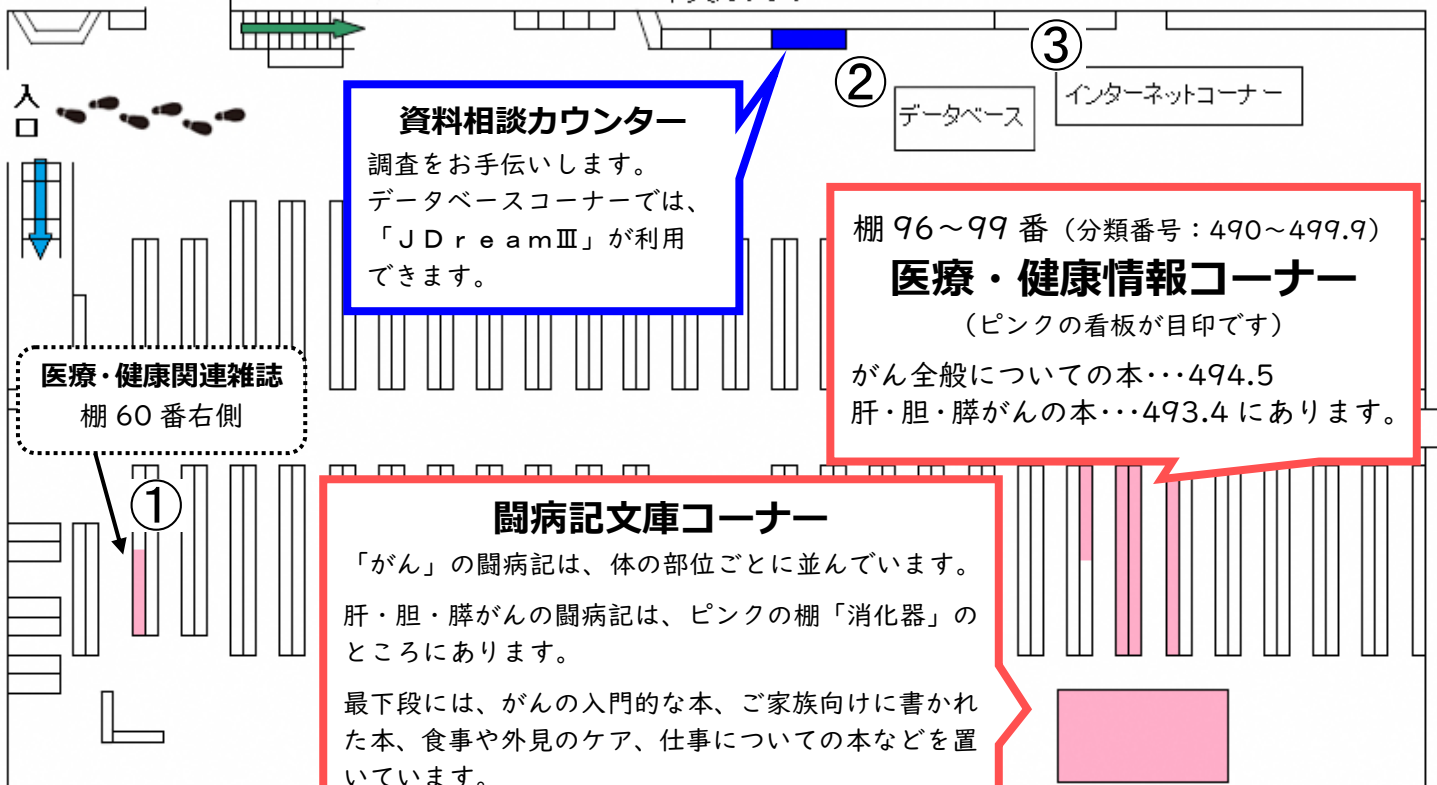 入
口
②
③
データベース
インターネットコーナー
資料相談カウンター
調査をお手伝いします。
データベースコーナーでは、
「ＪＤｒｅａｍⅢ」が利用
できます。
棚 96～99 番（分類番号：490～499.9）
医療・健康情報コーナー
（ピンクの看板が目印です）
がん全般についての本･･･494.5
肝・胆・膵がんの本･･･493.4 にあります。
医療・健康関連雑誌
棚 60 番右側
①
闘病記文庫コーナー
「がん」の闘病記は、体の部位ごとに並んでいます。
肝・胆・膵がんの闘病記は、ピンクの棚「消化器」の
ところにあります。
最下段には、がんの入門的な本、ご家族向けに書かれ
た本、食事や外見のケア、仕事についての本などを置
いています。